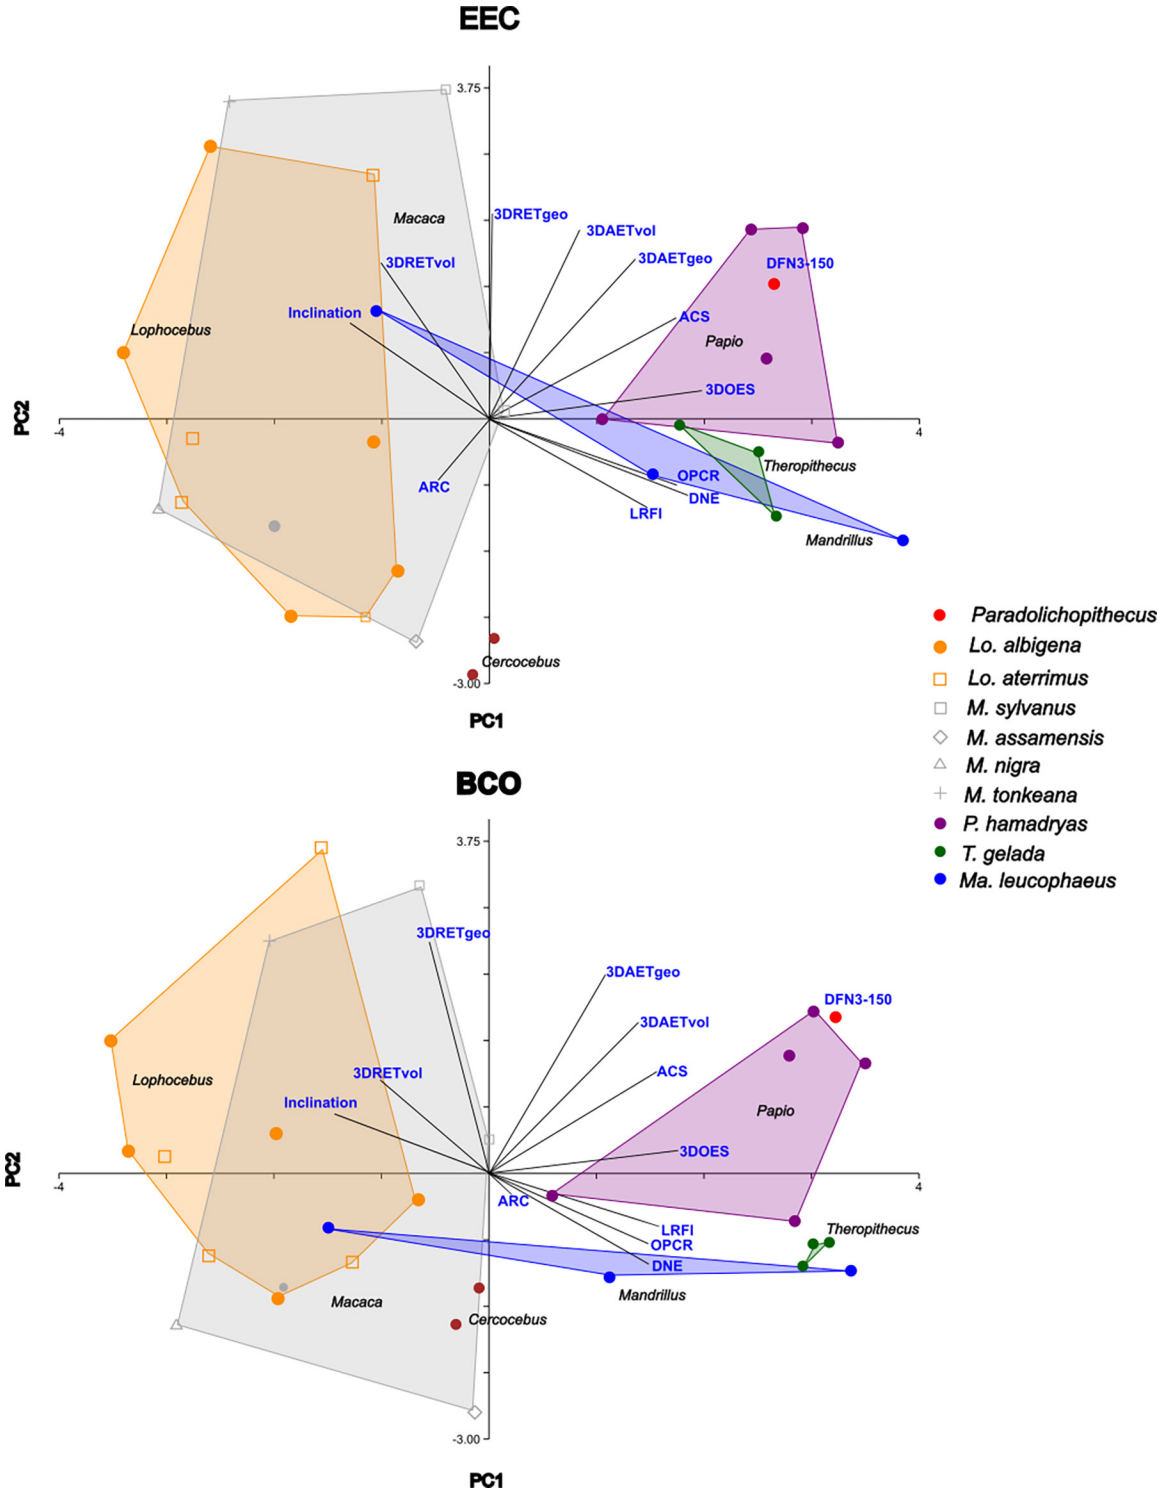 EEC
3.75
3DRETgeo
Macaca
3DAETvol
3DAETgeo
3DRETvol
DFN3-150
Inclination
ACS
Lophocebus
Papio
3DOES
PC2
-4
4
Theropithecus
OPCR
ARC
DNE
LRFI
Mandrillus
Cercocebus
-3.00
PC1
Paradolichopithecus
Lo. albigena
Lo. aterrimus
M. sylvanus
M. assamensis
M. nigra
M. tonkeana
P. hamadryas
T. gelada
Ma. leucophaeus
BCO
3.75
3DRETgeo
3DAETgeo
DFN3-150
3DAETvol
3DRETvol
ACS
Lophocebus
Inclination
Papio
3DOES
PC2
-4
4
ARC
LRFI
Theropithecus
OPCR
DNE
Mandrillus
Macaca
Cercocebus
-3.00
PC1